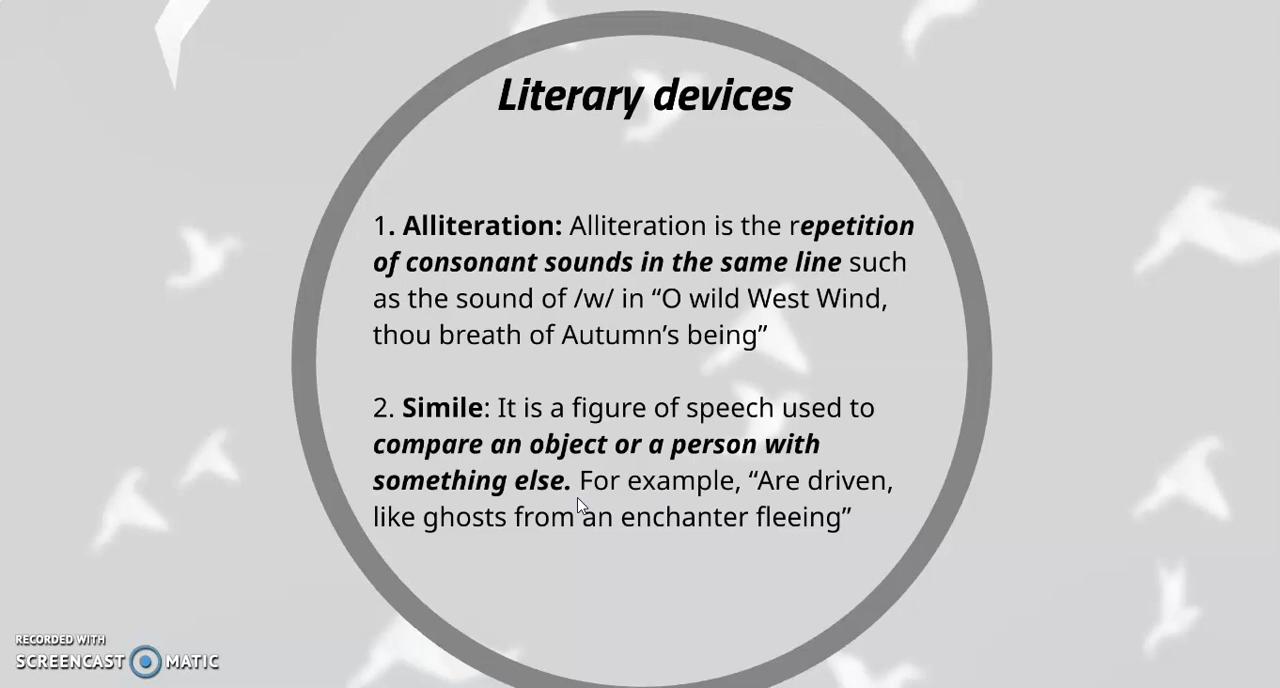 Literary devices
1. Alliteration: Alliteration is the repetition
of consonant sounds in the same line such
as the sound of /w/ in “O wild West Wind,
thou breath of Autumn’s being”
2. Simile: It is a figure of speech used to
compare an object or a person with
something else. For example, “Are driven,
like ghosts from an enchanter fleeing”
RECORDED WITH
SCREENCAST MATIC